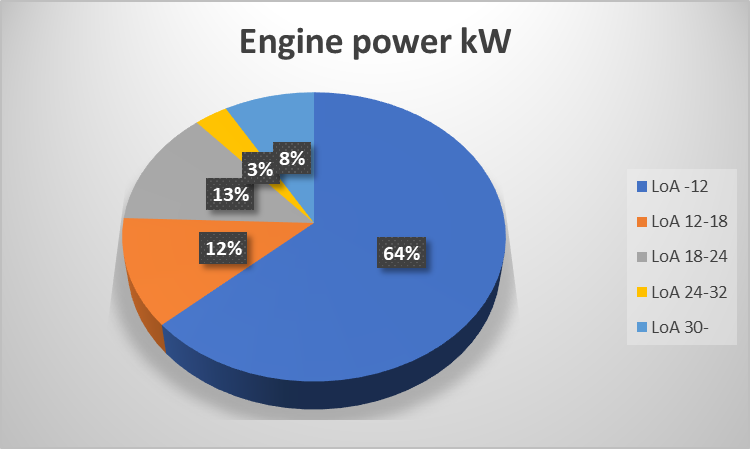 Engine power kW
8%
3%
13%
12%
64%
LoA -12
LoA 12-18
LoA 18-24
LoA 24-32
LoA 30-